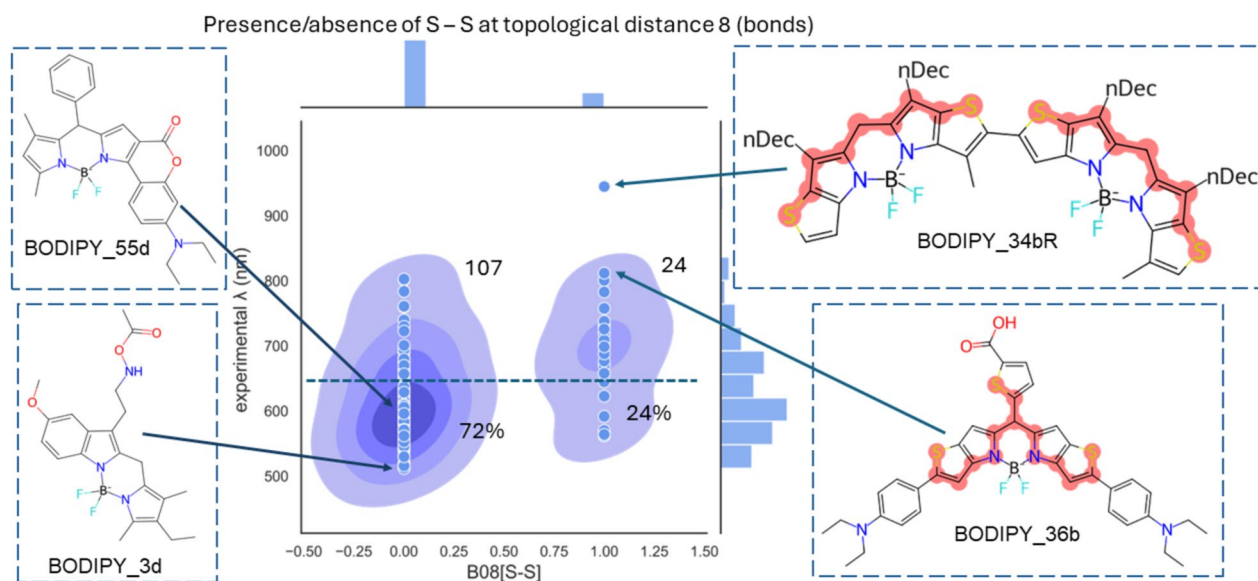 Presence/absence of S – S at topological distance 8 (bonds)
O
O
N
N
B-
F
F
N
BODIPY_55d
O
O
NH
O
N
B-
F
F
N
BODIPY_3d
experimental λ (nm)
1000
900
800
700
600
500
107
24
72%
24%
−0.50
−0.25
0.00
0.25
0.50
0.75
1.00
1.25
1.50
B08[S-S]
nDec
nDec
nDec
nDec
S
S
S
S
N
N
B-
F
F
N
N
B-
F
F
BODIPY_34bR
OH
O
S
S
S
N
N
B-
F
F
N
N
BODIPY_36b